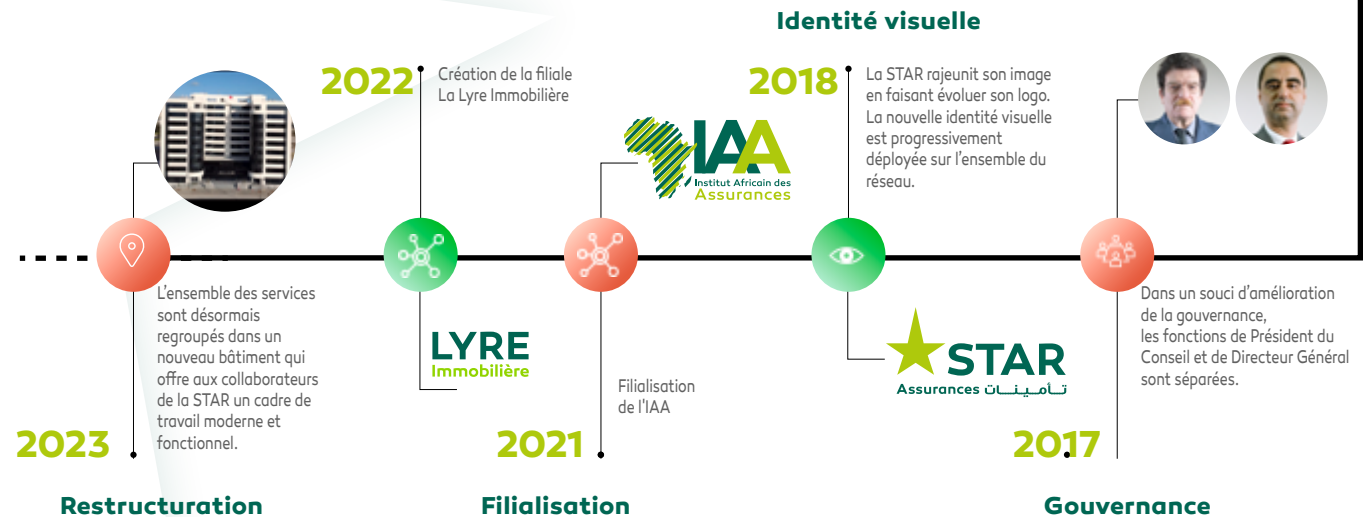 Identité visuelle
2022
Création de la filiale
La Lyre Immobilière
2018
La STAR rajeunit son image
en faisant évoluer son logo.
La nouvelle identité visuelle
est progressivement
déployée sur l'ensemble du
réseau.
IAA
Institut Africain des
Assurances
L'ensemble des services
sont désormais
regroupés dans un
nouveau bâtiment qui
offre aux collaborateurs
de la STAR un cadre de
travail moderne et
fonctionnel.
2023
Restructuration
LYRE
Immobilière
Filialisation
de l'IAA
2021
Filialisation
STAR
Assurances تـأمـيـنــات
Dans un souci d'amélioration
de la gouvernance,
les fonctions de Président du
Conseil et de Directeur Général
sont séparées.
2017
Gouvernance